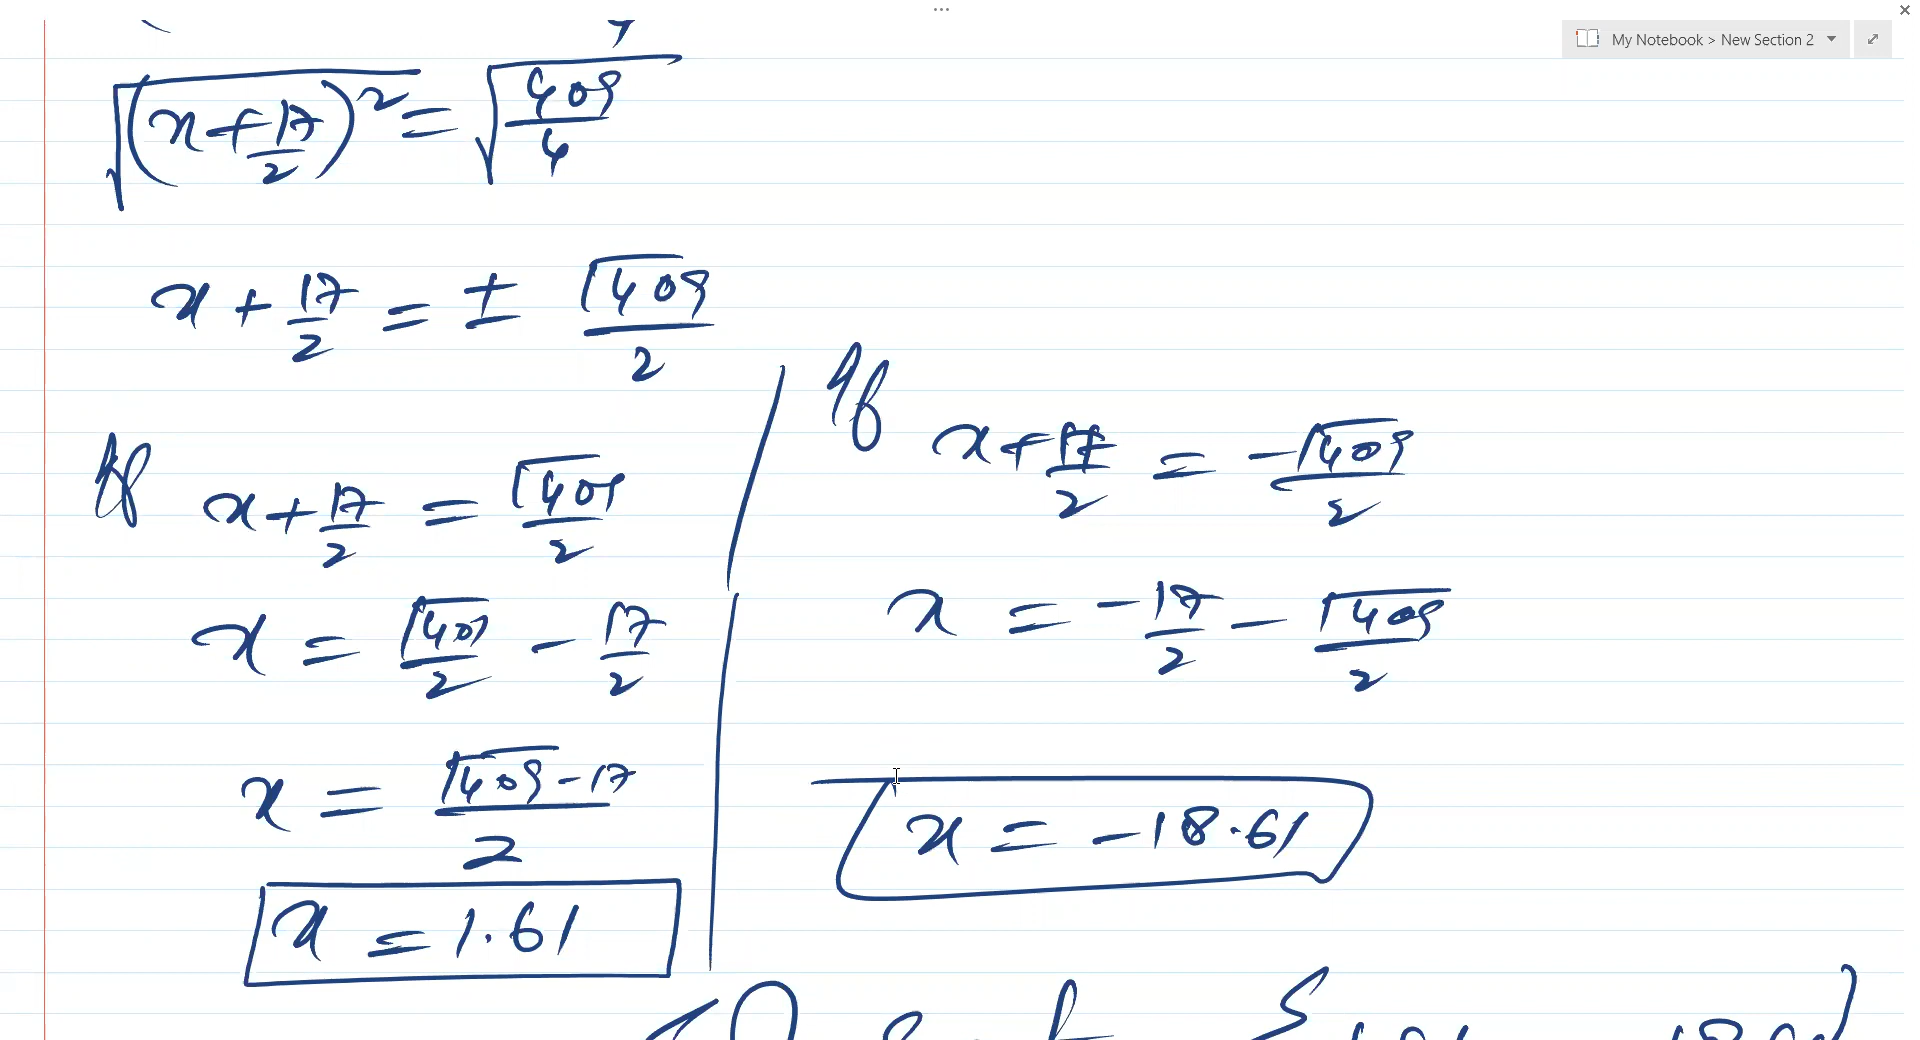 My Notebook > New Section 2
√(x + 17/2)² = √409/4
x + 17/2 = ± √409/2
If x + 17/2 = √409/2
x = √409/2 - 17/2
x = √409 - 17/2
x = 1.61
If x + 17/2 = -√409/2
x = -17/2 - √409/2
x = -18.61